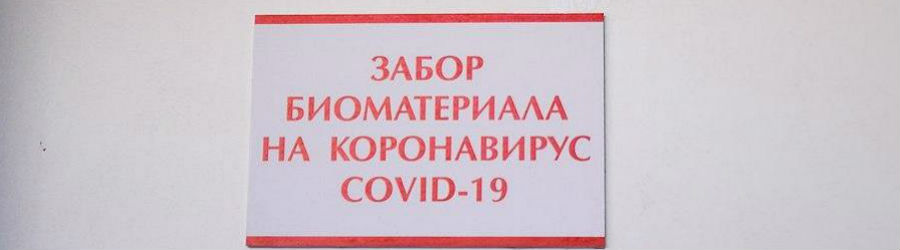 ЗАБОР
БИОМАТЕРИАЛА
НА КОРОНАВИРУС
COVID-19